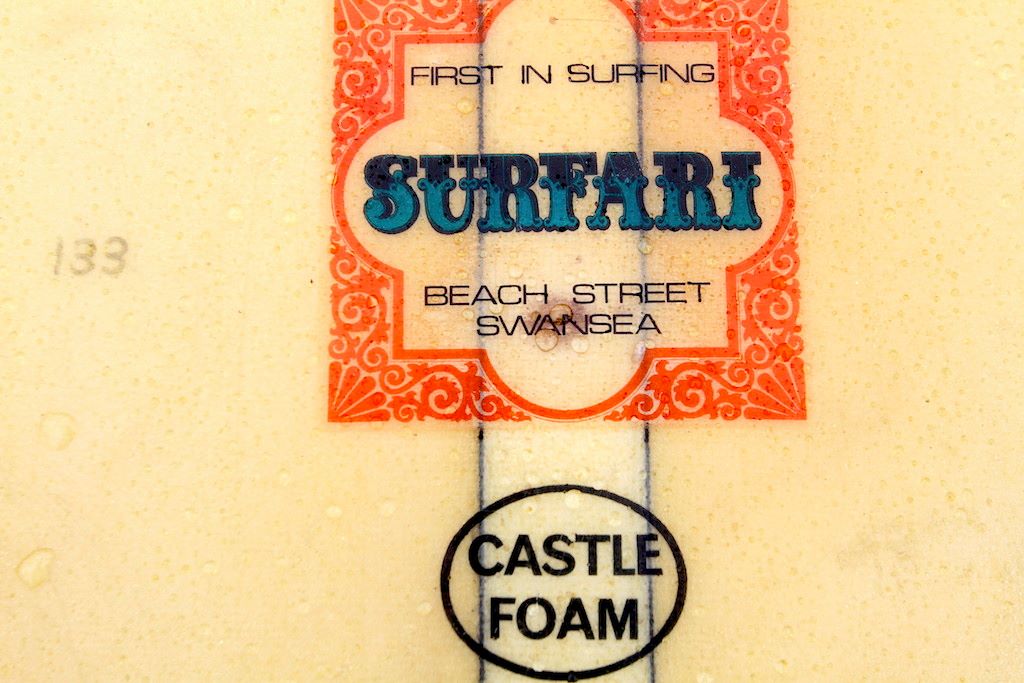 FIRST IN SURFING
SURFARI
133
BEACH STREET
SWANSEA
CASTLE
FOAM